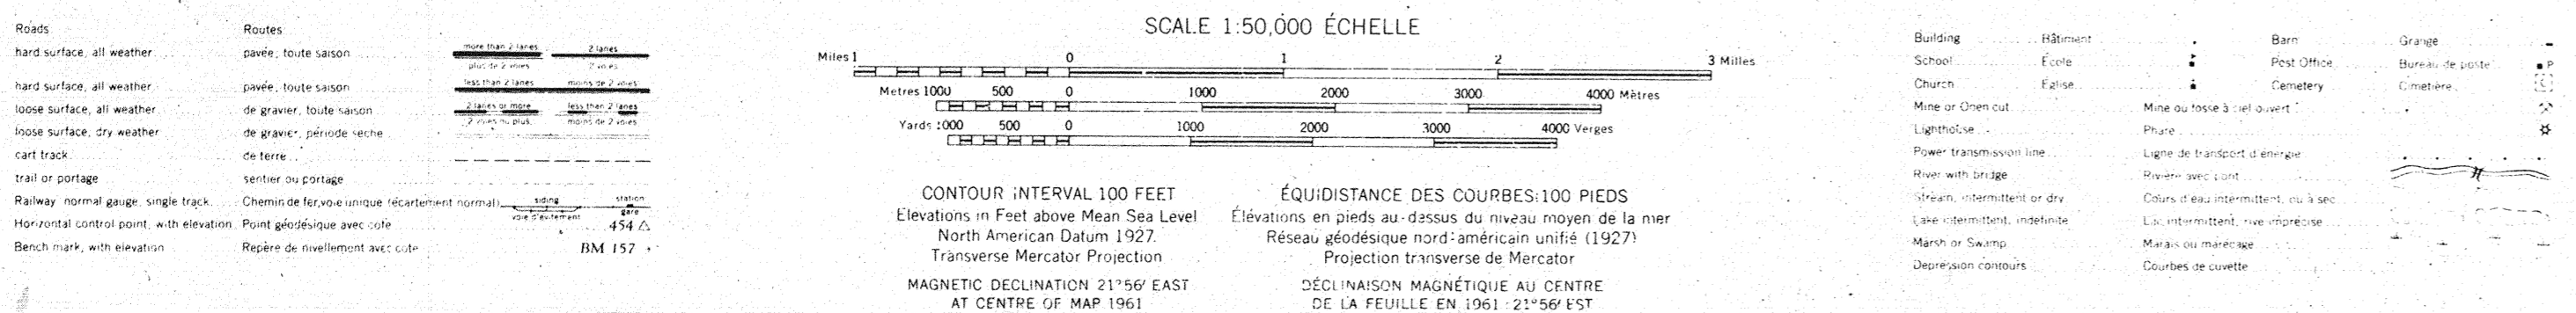 Roads Routes
hard surface, all weather pavée, toute saison more than 2 lanes 2 lanes
plus de 2 voies 2 voies
hard surface, all weather pavée, toute saison less than 2 lanes moins de 2 voies
loose surface, all weather de gravier, toute saison 2 lanes or more less than 2 lanes
2 voies ou plus moins de 2 voies
loose surface, dry weather de gravier, période sèche
cart track de terre
trail or portage sentier ou portage
Railway normal gauge, single track Chemin de fer, voie unique (écartement normal) siding station
voie d'évitement gare
Horizontal control point, with elevation Point géodésique avec cote 454
Bench mark, with elevation Repère de nivellement avec cote BM 157
SCALE 1:50,000 ÉCHELLE
Miles 1 0 1 2 3 Milles
Metres 1000 500 0 1000 2000 3000 4000 Mètres
Yards 1000 500 0 1000 2000 3000 4000 Verges
CONTOUR INTERVAL 100 FEET
Elevations in Feet above Mean Sea Level
North American Datum 1927.
Transverse Mercator Projection
MAGNETIC DECLINATION 21°56' EAST
AT CENTRE OF MAP 1961
ÉQUIDISTANCE DES COURBES:100 PIEDS
Élévations en pieds au-dessus du niveau moyen de la mer
Réseau géodésique nord-américain unifié (1927)
Projection transverse de Mercator
DÉCLINAISON MAGNÉTIQUE AU CENTRE
DE LA FEUILLE EN 1961 : 21°56' EST
Building Bâtiment Barn Grange
School École Post Office Bureau de poste P
Church Église Cemetery Cimetière C
Mine or Open cut Mine ou fosse à ciel ouvert
Lighthouse Phare
Power transmission line Ligne de transport d'énergie
River with bridge Rivière avec pont
Stream, intermittent or dry Cours d'eau intermittent, ou à sec
Lake intermittent, indefinite Lac intermittent, rive imprécise
Marsh or Swamp Marais ou marécage
Depression contours Courbes de cuvette